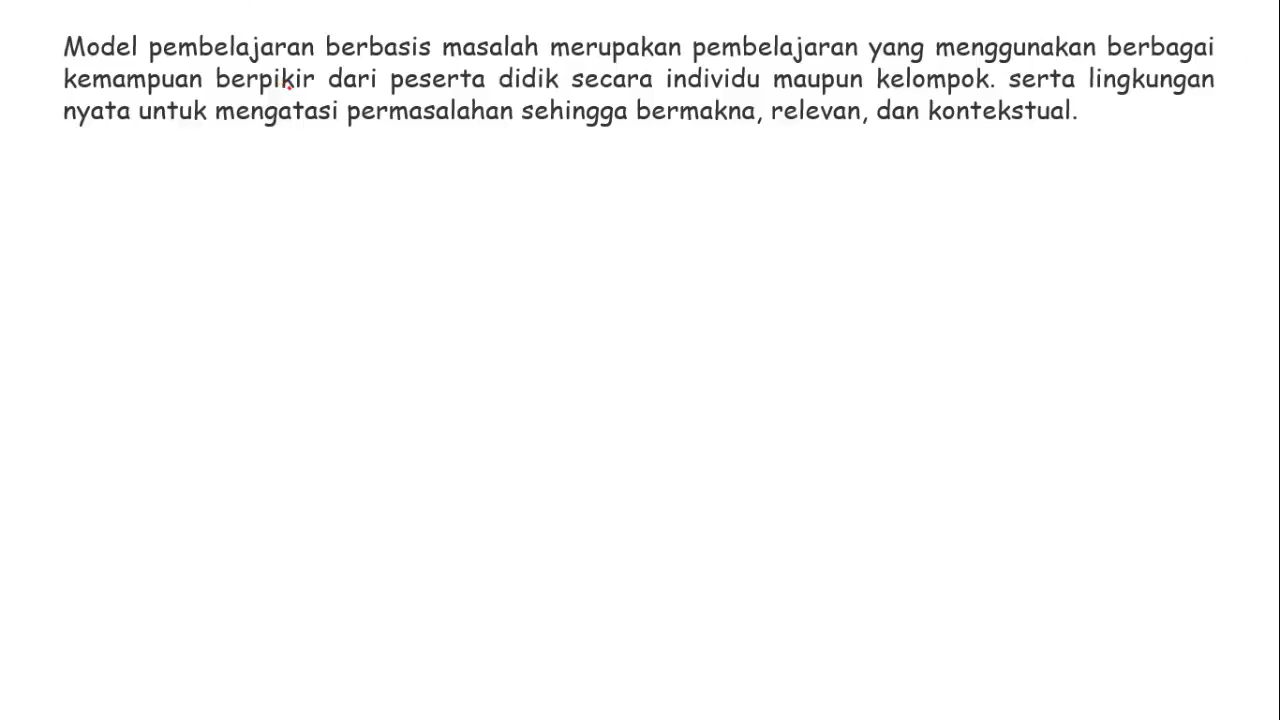 Model pembelajaran berbasis masalah merupakan pembelajaran yang menggunakan berbagai
kemampuan berpikir dari peserta didik secara individu maupun kelompok. serta lingkungan
nyata untuk mengatasi permasalahan sehingga bermakna, relevan, dan kontekstual.